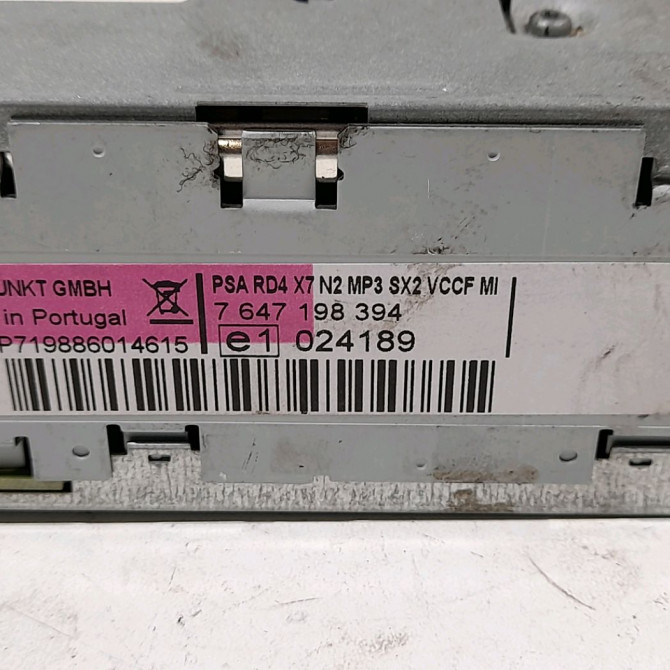 UNKT GMBH
in Portugal
P719886014615
PSA RD4 X7 N2 MP3 SX2 VCCF MI
7 647 198 394
e1 024189